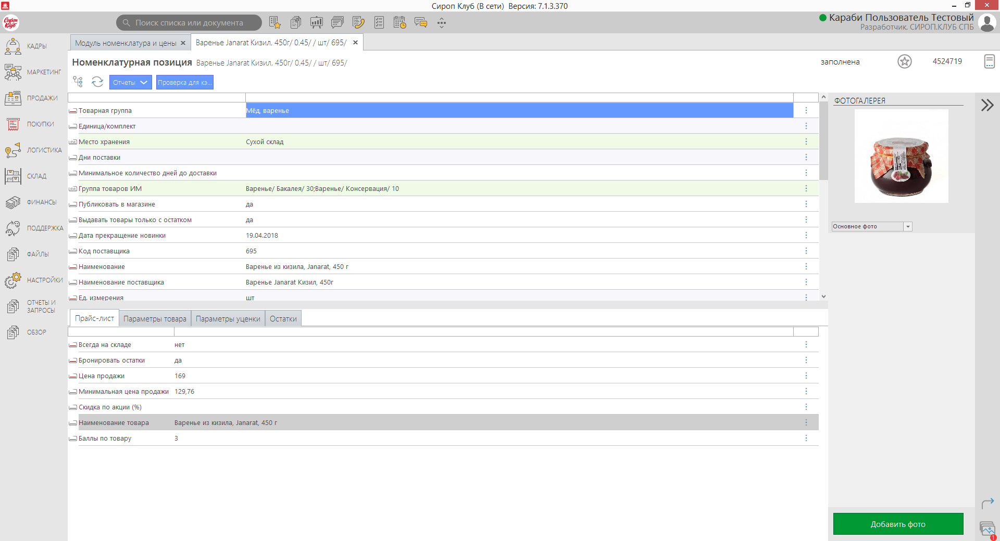 Сироп Клуб (В сети) Версия: 7.1.3.370
Сироп Клуб
Поиск списка или документа
Караби Пользователь Тестовый
Разработчик. СИРОП.КЛУБ СПБ
КАДРЫ
МАРКЕТИНГ
ПРОДАЖИ
ПОКУПКИ
ЛОГИСТИКА
СКЛАД
ФИНАНСЫ
ПОДДЕРЖКА
ФАЙЛЫ
НАСТРОЙКИ
ОТЧЕТЫ И
ЗАПРОСЫ
ОБЗОР
Модуль номенклатура и цены
Варенье Janarat Кизил, 450г/ 0.45/ / шт/ 695/
Номенклатурная позиция Варенье Janarat Кизил, 450г/ 0.45/ / шт/ 695/
заполнена
4524719
Отчеты
Проверка для кэ...
Товарная группа Мёд, варенье
Единица/комплект
Место хранения Сухой склад
Дни поставки
Минимальное количество дней до доставки
Группа товаров ИМ Варенье/ Бакалея/ 30;Варенье/ Консервация/ 10
Публиковать в магазине да
Выдавать товары только с остатком да
Дата прекращение новинки 19.04.2018
Код поставщика 695
Наименование Варенье из кизила, Janarat, 450 г
Наименование поставщика Варенье Janarat Кизил, 450г
Ед. измерения шт
Прайс-лист
Параметры товара
Параметры уценки
Остатки
Всегда на складе нет
Бронировать остатки да
Цена продажи 169
Минимальная цена продажи 129,76
Скидка по акции (%)
Наименование товара Варенье из кизила, Janarat, 450 г
Баллы по товару 3
ФОТОГАЛЕРЕЯ
Основное фото
Добавить фото
1